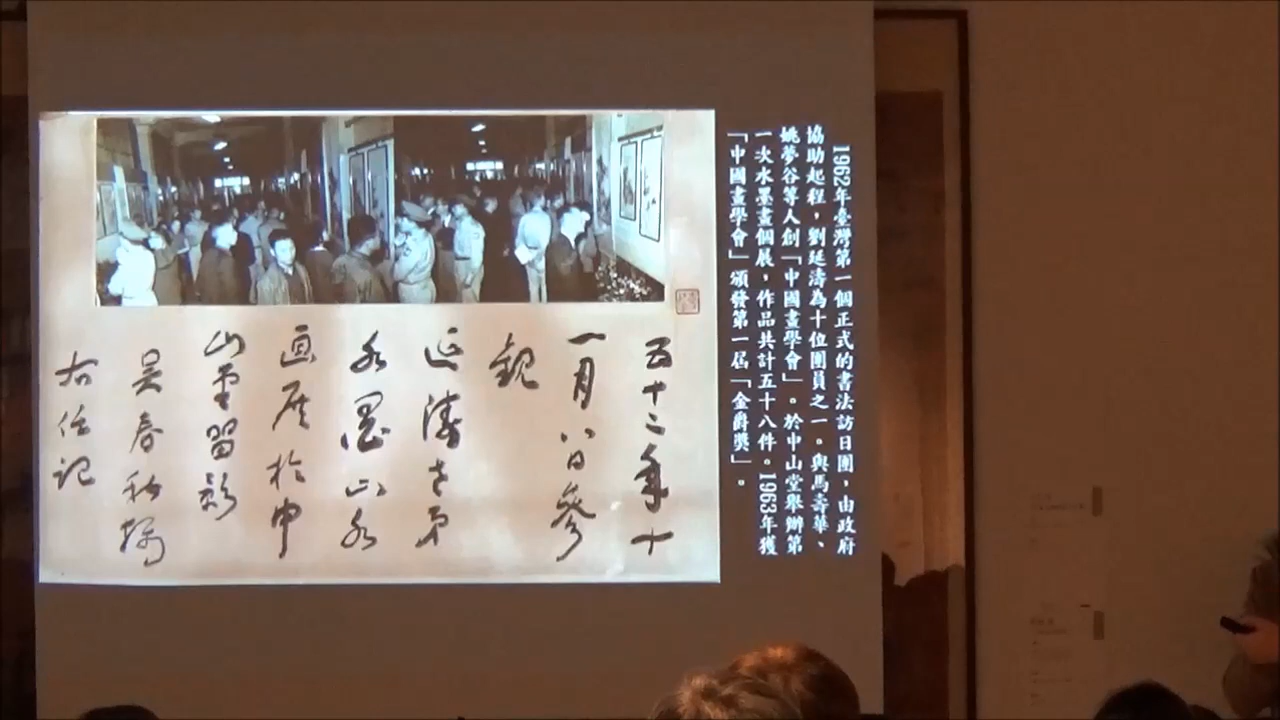 1962年臺灣第一個正式的書法訪日團，由政府
協助起程，劉延濤為十位團員之一。與馬壽華、
姚夢谷等人創「中國畫學會」。於中山堂舉辦第
一次水墨畫個展，作品共計五十八件。1963年獲
「中國畫學會」頒發第一屆「金爵獎」。
五十二年十
一月八日參
觀
延濤老弟
水墨山水
画展於中
山堂留影
吳春秋摄
右任记